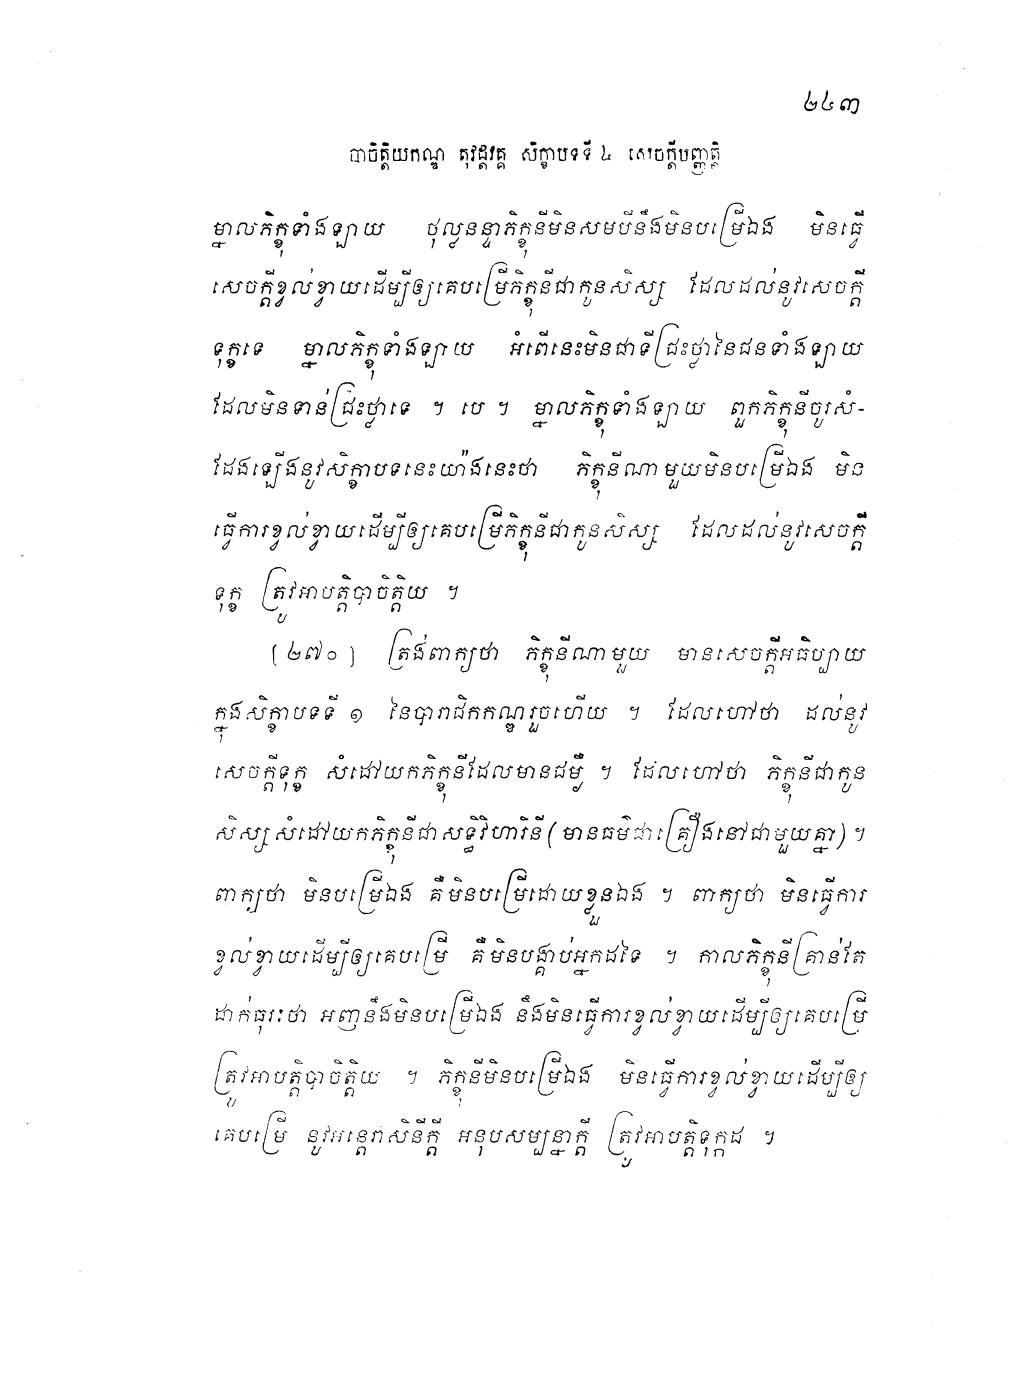 ២៤៣
បាចិត្តិយកណ្ឌ តុវដ្តវគ្គ សិក្ខាបទទី ៤ សេចក្តីបញ្ញត្តិ
ម្នាលភិក្ខុទាំងឡាយ ថុល្លនន្ទាភិក្ខុនីមិនសមបីនឹងមិនបម្រើឯង មិនធ្វើ
សេចក្តីខ្វល់ខ្វាយដើម្បីឲ្យគេបម្រើភិក្ខុនីជាកូនសិស្ស ដែលដល់នូវសេចក្តី
ទុក្ខទេ ម្នាលភិក្ខុទាំងឡាយ អំពើនេះមិនជាទីជ្រះថ្លានៃជនទាំងឡាយ
ដែលមិនទាន់ជ្រះថ្លាទេ ។ បេ ។ ម្នាលភិក្ខុទាំងឡាយ ពួកភិក្ខុនីចូរសំ-
ដែងឡើងនូវសិក្ខាបទនេះយ៉ាងនេះថា ភិក្ខុនីណាមួយមិនបម្រើឯង មិន
ធ្វើការខ្វល់ខ្វាយដើម្បីឲ្យគេបម្រើភិក្ខុនីជាកូនសិស្ស ដែលដល់នូវសេចក្តី
ទុក្ខ ត្រូវអាបត្តិបាចិត្តិយ ។
[២៧០] ត្រង់ពាក្យថា ភិក្ខុនីណាមួយ មានសេចក្តីអធិប្បាយ
ក្នុងសិក្ខាបទទី ១ នៃបារាជិកកណ្ឌរួចហើយ ។ ដែលហៅថា ដល់នូវ
សេចក្តីទុក្ខ សំដៅយកភិក្ខុនីដែលមានជម្ងឺ ។ ដែលហៅថា ភិក្ខុនីជាកូន
សិស្ស សំដៅយកភិក្ខុនីជាសទ្ធិវិហារិនី (មានធម៌ជាគ្រឿងនៅជាមួយគ្នា) ។
ពាក្យថា មិនបម្រើឯង គឺមិនបម្រើដោយខ្លួនឯង ។ ពាក្យថា មិនធ្វើការ
ខ្វល់ខ្វាយដើម្បីឲ្យគេបម្រើ គឺមិនបង្គាប់អ្នកដទៃ ។ កាលភិក្ខុនីគ្រាន់តែ
ដាក់ធុរៈថា អញនឹងមិនបម្រើឯង នឹងមិនធ្វើការខ្វល់ខ្វាយដើម្បីឲ្យគេបម្រើ
ត្រូវអាបត្តិបាចិត្តិយ ។ ភិក្ខុនីមិនបម្រើឯង មិនធ្វើការខ្វល់ខ្វាយដើម្បីឲ្យ
គេបម្រើ នូវអន្តេវាសិនីក្តី អនុបសម្បន្នាក្តី ត្រូវអាបត្តិទុក្កដ ។